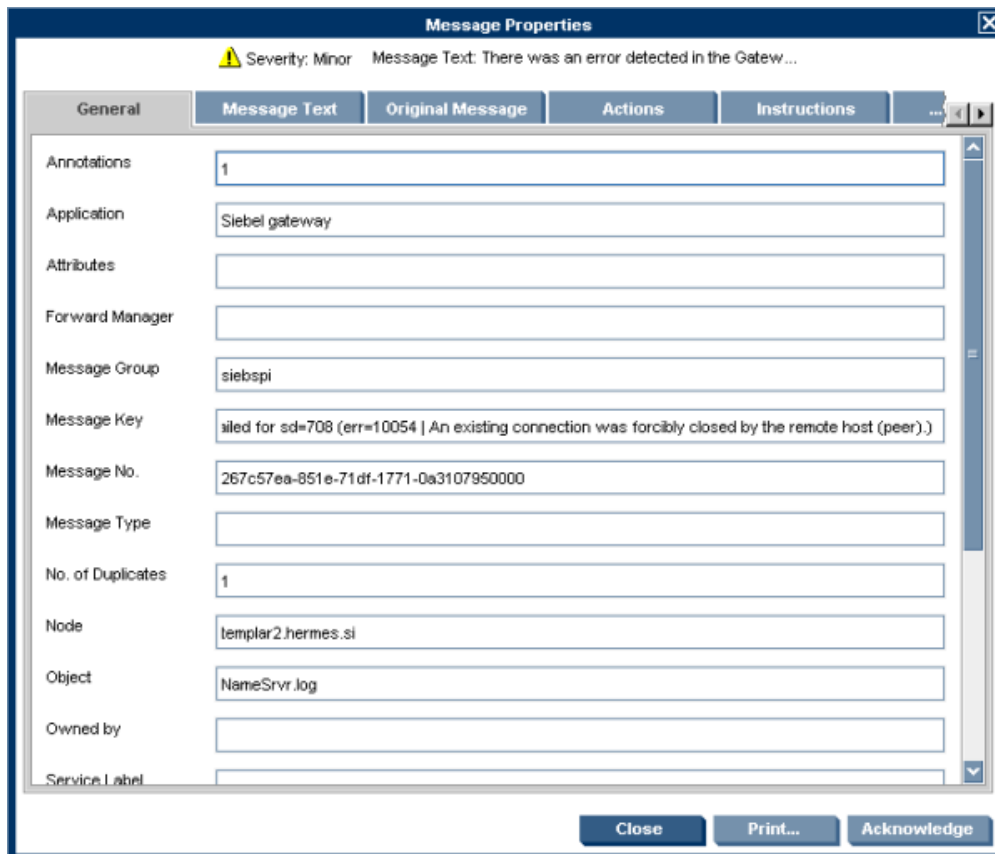 Message Properties
Severity: Minor Message Text: There was an error detected in the Gatew...
General Message Text Original Message Actions Instructions ...
Annotations 1
Application Siebel gateway
Attributes
Forward Manager
Message Group siebspi
Message Key iled for sd=708 (err=10054 | An existing connection was forcibly closed by the remote host (peer).)
Message No. 267c57ea-851e-71df-1771-0a3107950000
Message Type
No. of Duplicates 1
Node templar2.hermes.si
Object NameSrvr.log
Owned by
Service Label
Close Print... Acknowledge